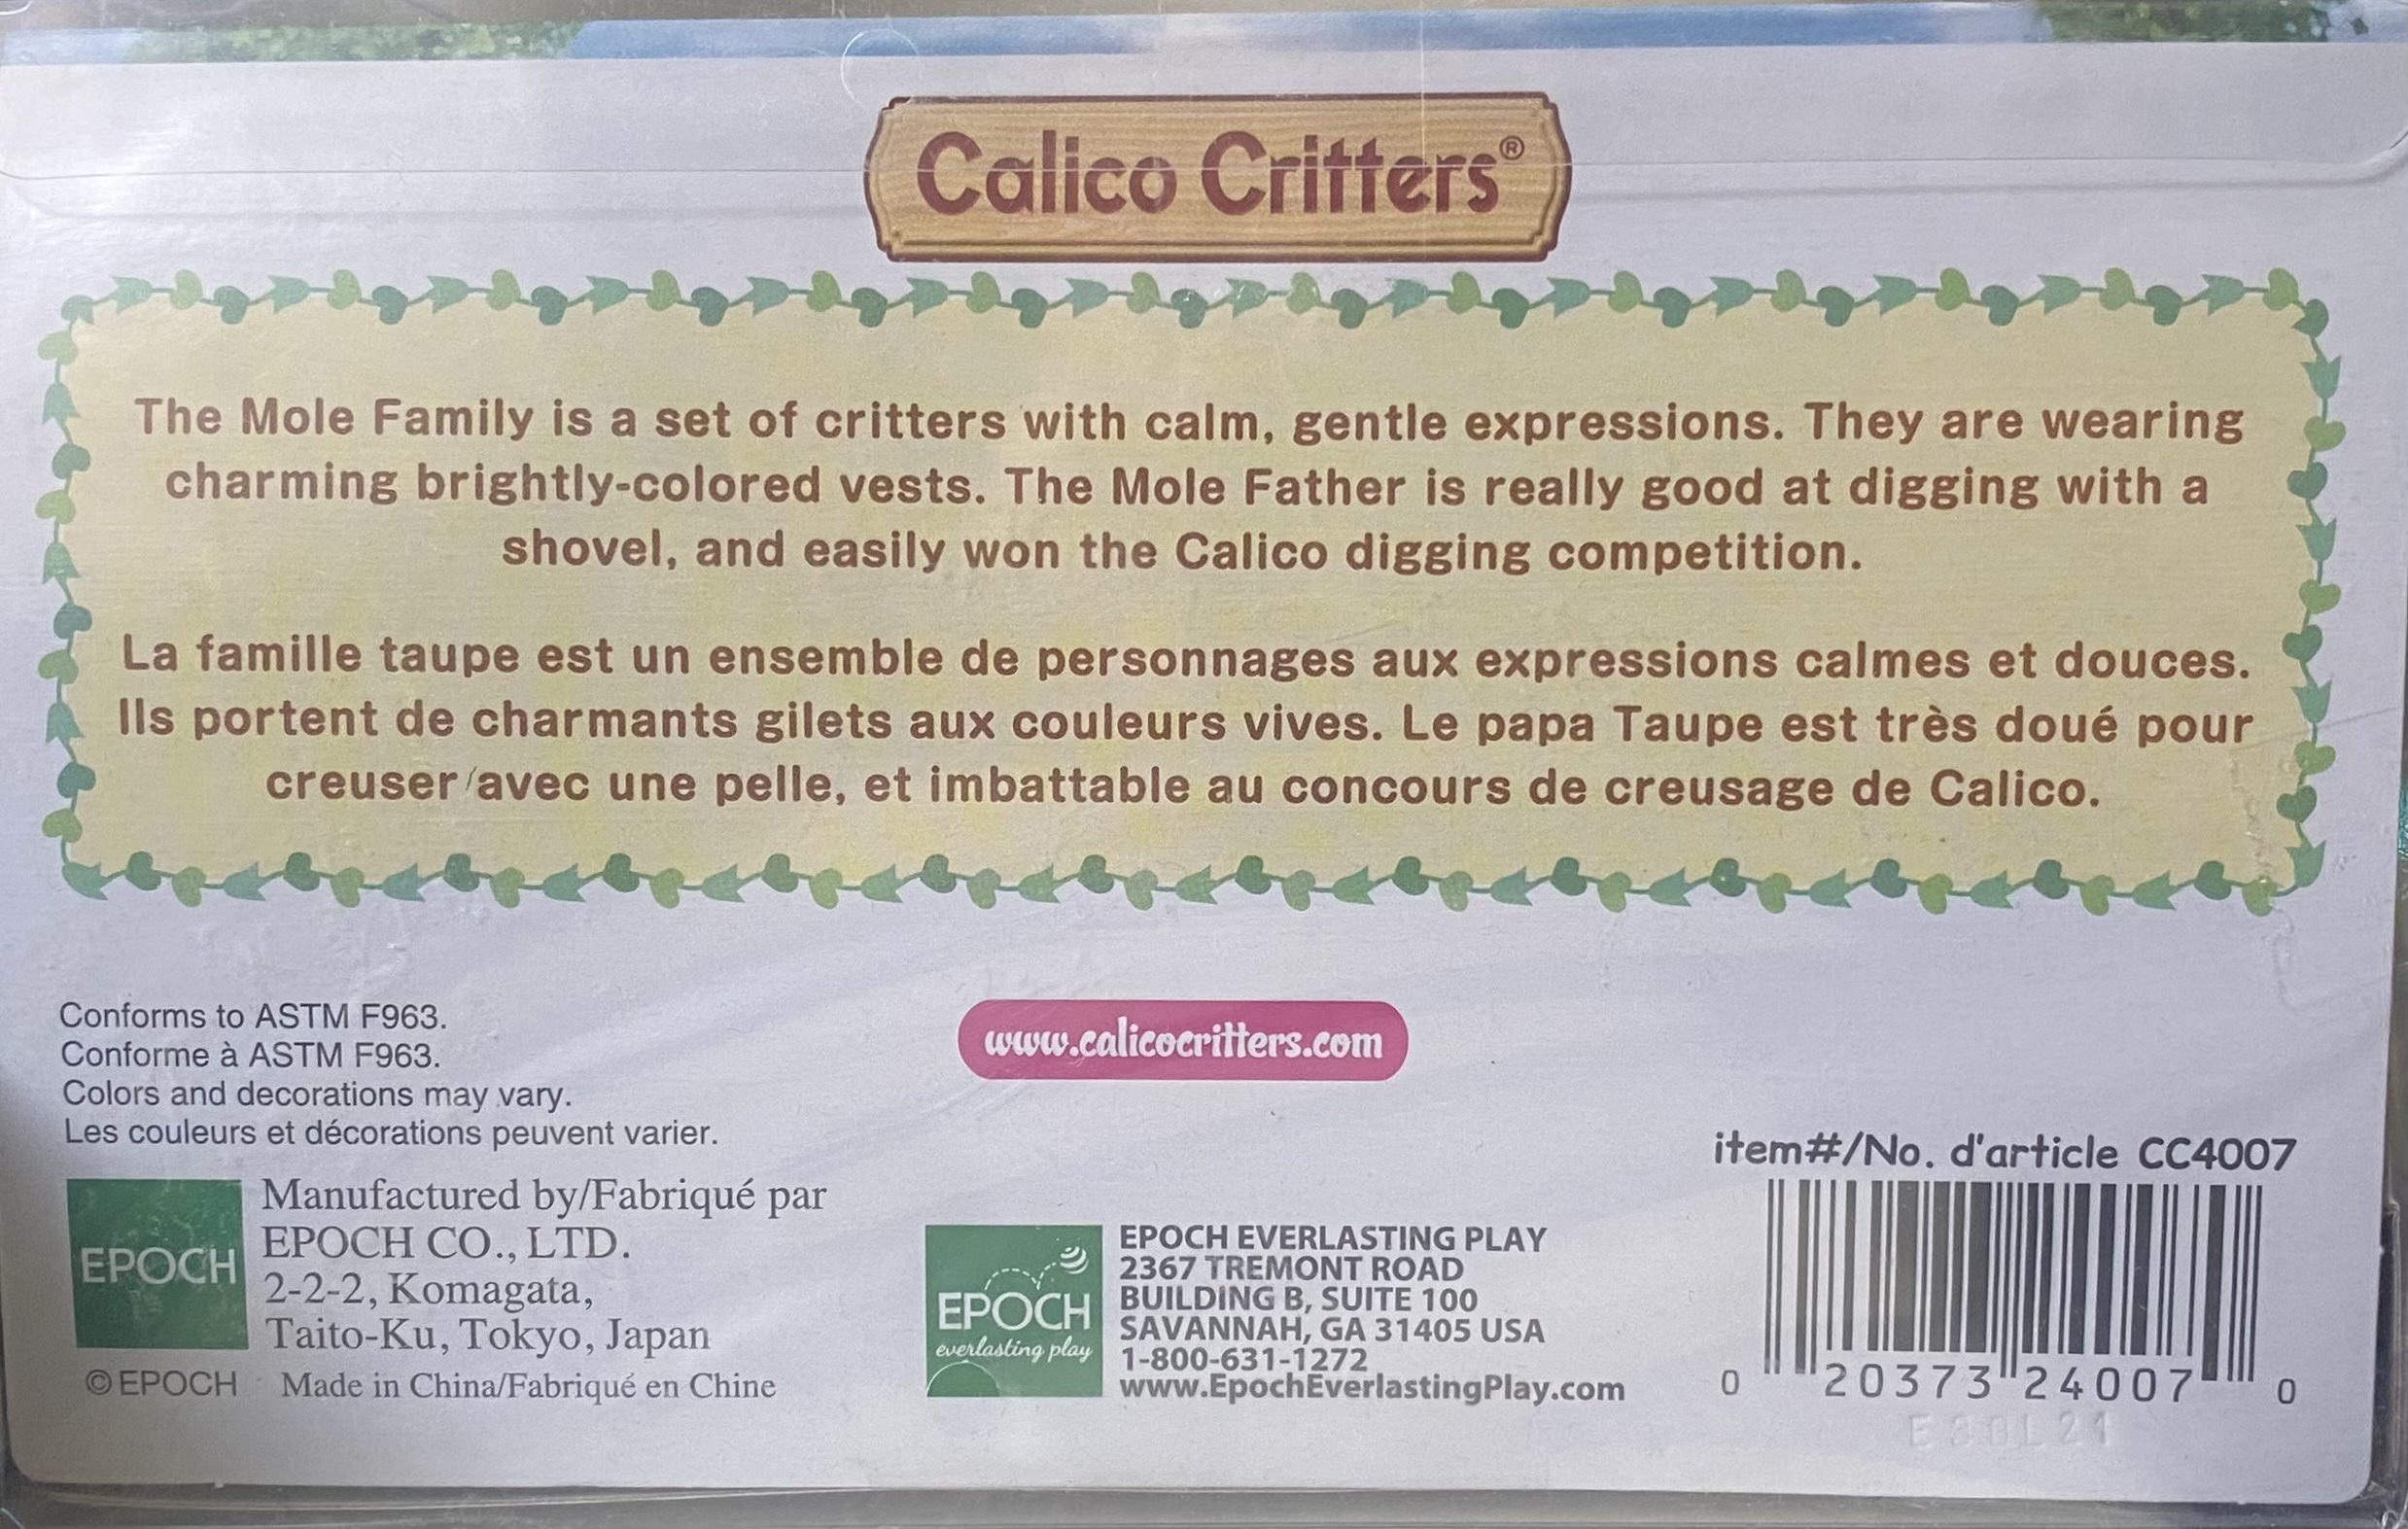 Calico Critters®
The Mole Family is a set of critters with calm, gentle expressions. They are wearing
charming brightly-colored vests. The Mole Father is really good at digging with a
shovel, and easily won the Calico digging competition.
La famille taupe est un ensemble de personnages aux expressions calmes et douces.
Ils portent de charmants gilets aux couleurs vives. Le papa Taupe est très doué pour
creuser avec une pelle, et imbattable au concours de creusage de Calico.
Conforms to ASTM F963.
Conforme à ASTM F963.
Colors and decorations may vary.
Les couleurs et décorations peuvent varier.
www.calicocritters.com
EPOCH
Manufactured by/Fabriqué par
EPOCH CO., LTD.
2-2-2, Komagata,
Taito-Ku, Tokyo, Japan
© EPOCH
Made in China/Fabriqué en Chine
EPOCH
everlasting play
EPOCH EVERLASTING PLAY
2367 TREMONT ROAD
BUILDING B, SUITE 100
SAVANNAH, GA 31405 USA
1-800-631-1272
www.EpochEverlastingPlay.com
item#/No. d'article CC4007
0 20373 24007 0